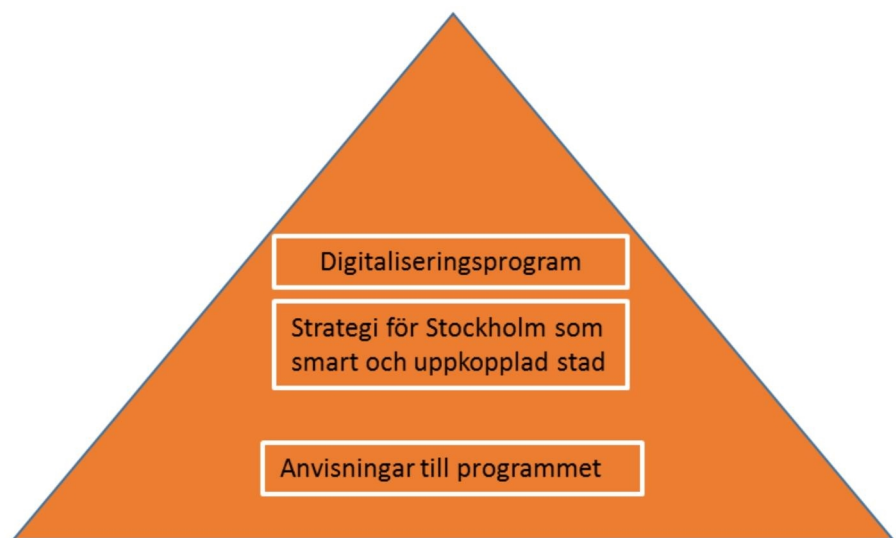 Digitaliseringsprogram
Strategi för Stockholm som
smart och uppkopplad stad
Anvisningar till programmet